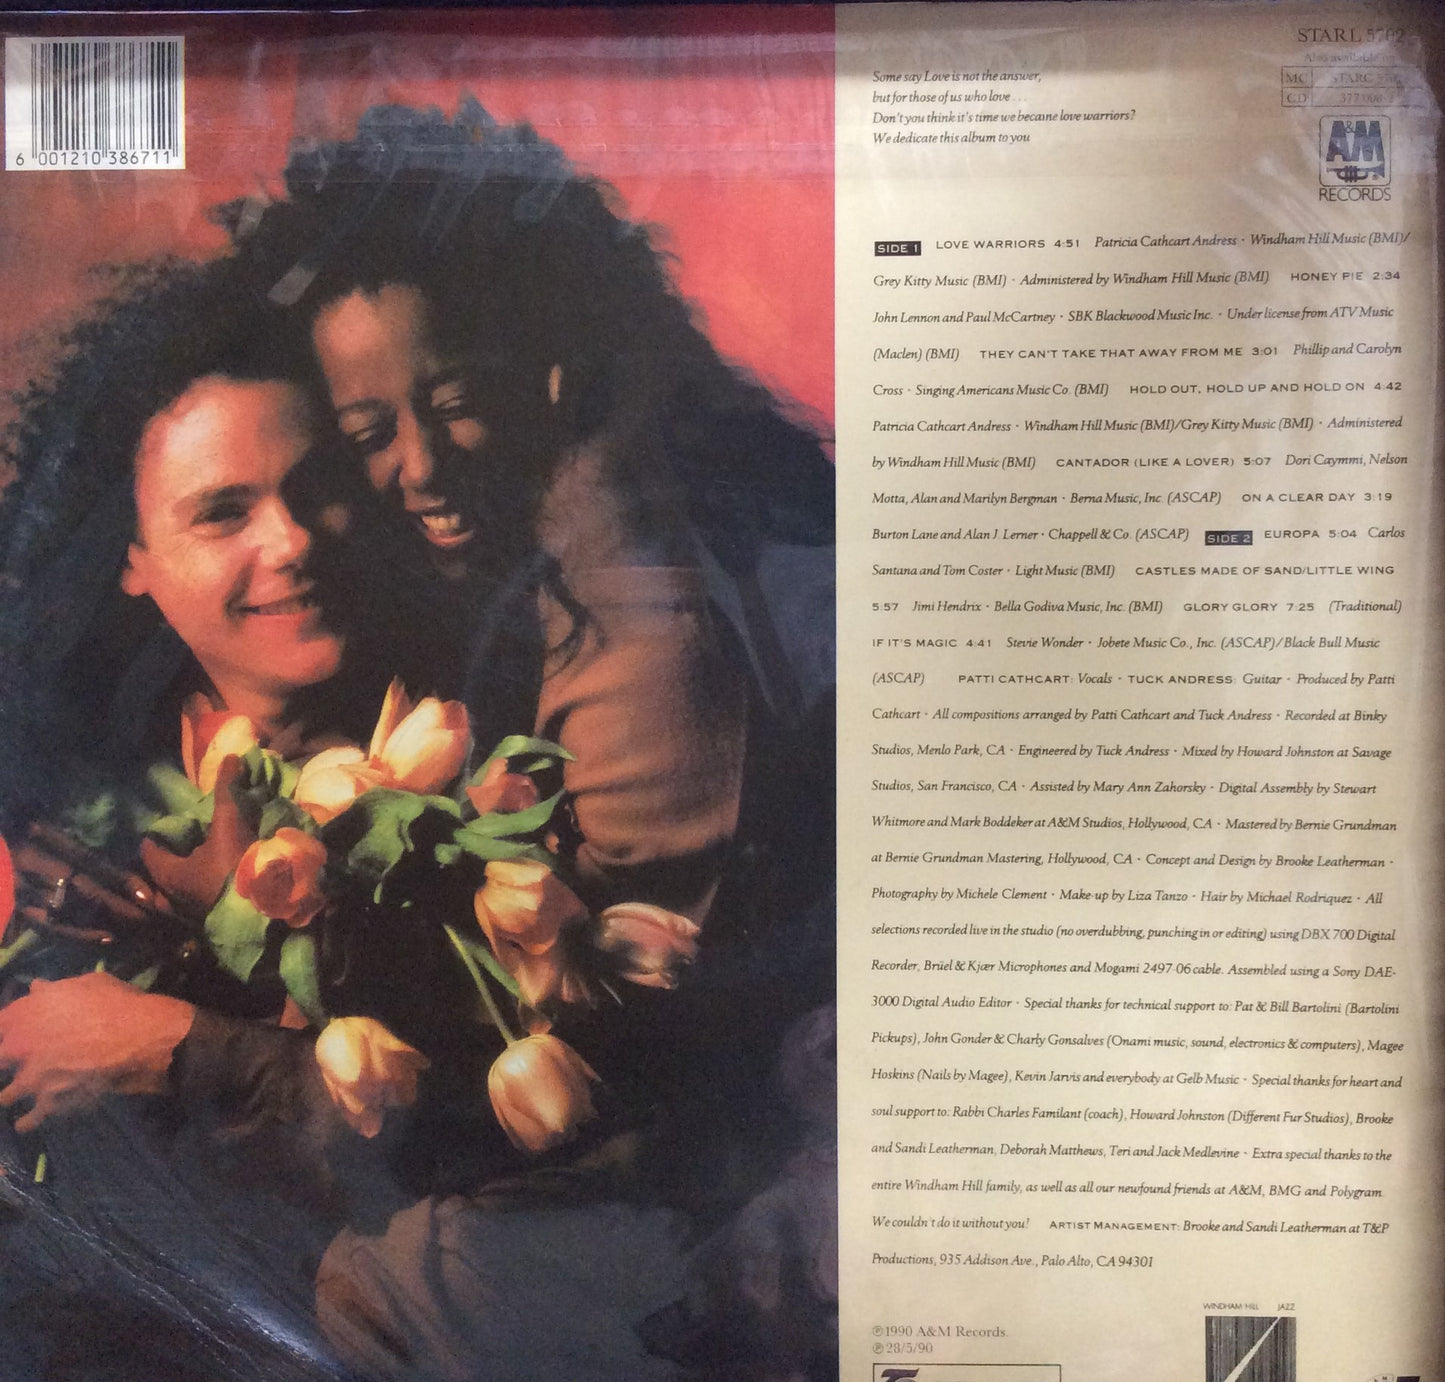 6 001210 386711
STARL 5702
Also available on
MC STARC
CD 377 006-2
A&M
RECORDS
Some say Love is not the answer,
but for those of us who love . . .
Don't you think it's time we became love warriors?
We dedicate this album to you
SIDE 1 LOVE WARRIORS 4:51 Patricia Cathcart Andress · Windham Hill Music (BMI)/
Grey Kitty Music (BMI) · Administered by Windham Hill Music (BMI) HONEY PIE 2:34
John Lennon and Paul McCartney · SBK Blackwood Music Inc. · Under license from ATV Music
(Maclen) (BMI) THEY CAN'T TAKE THAT AWAY FROM ME 3:01 Phillip and Carolyn
Cross · Singing Americans Music Co. (BMI) HOLD OUT, HOLD UP AND HOLD ON 4:42
Patricia Cathcart Andress · Windham Hill Music (BMI)/Grey Kitty Music (BMI) · Administered
by Windham Hill Music (BMI) CANTADOR (LIKE A LOVER) 5:07 Dori Caymmi, Nelson
Motta, Alan and Marilyn Bergman · Berna Music, Inc. (ASCAP) ON A CLEAR DAY 3:19
Burton Lane and Alan J. Lerner · Chappell & Co. (ASCAP) SIDE 2 EUROPA 5:04 Carlos
Santana and Tom Coster · Light Music (BMI) CASTLES MADE OF SAND/LITTLE WING
5:57 Jimi Hendrix · Bella Godiva Music, Inc. (BMI) GLORY GLORY 7:25 (Traditional)
IF IT'S MAGIC 4:41 Stevie Wonder · Jobete Music Co., Inc. (ASCAP)/Black Bull Music
(ASCAP) PATTI CATHCART: Vocals · TUCK ANDRESS: Guitar · Produced by Patti
Cathcart · All compositions arranged by Patti Cathcart and Tuck Andress · Recorded at Binky
Studios, Menlo Park, CA · Engineered by Tuck Andress · Mixed by Howard Johnston at Savage
Studios, San Francisco, CA · Assisted by Mary Ann Zahorsky · Digital Assembly by Stewart
Whitmore and Mark Boddeker at A&M Studios, Hollywood, CA · Mastered by Bernie Grundman
at Bernie Grundman Mastering, Hollywood, CA · Concept and Design by Brooke Leatherman ·
Photography by Michele Clement · Make-up by Liza Tanzo · Hair by Michael Rodriquez · All
selections recorded live in the studio (no overdubbing, punching in or editing) using DBX 700 Digital
Recorder, Brüel & Kjær Microphones and Mogami 2497-06 cable. Assembled using a Sony DAE-
3000 Digital Audio Editor · Special thanks for technical support to: Pat & Bill Bartolini (Bartolini
Pickups), John Gonder & Charly Gonsalves (Onami music, sound, electronics & computers), Magee
Hoskins (Nails by Magee), Kevin Jarvis and everybody at Gelb Music · Special thanks for heart and
soul support to: Rabbi Charles Familant (coach), Howard Johnston (Different Fur Studios), Brooke
and Sandi Leatherman, Deborah Matthews, Teri and Jack Medlevine · Extra special thanks to the
entire Windham Hill family, as well as all our newfound friends at A&M, BMG and Polygram.
We couldn't do it without you! ARTIST MANAGEMENT: Brooke and Sandi Leatherman at T&P
Productions, 935 Addison Ave., Palo Alto, CA 94301
WINDHAM HILL JAZZ
℗1990 A&M Records.
℗28/5/90